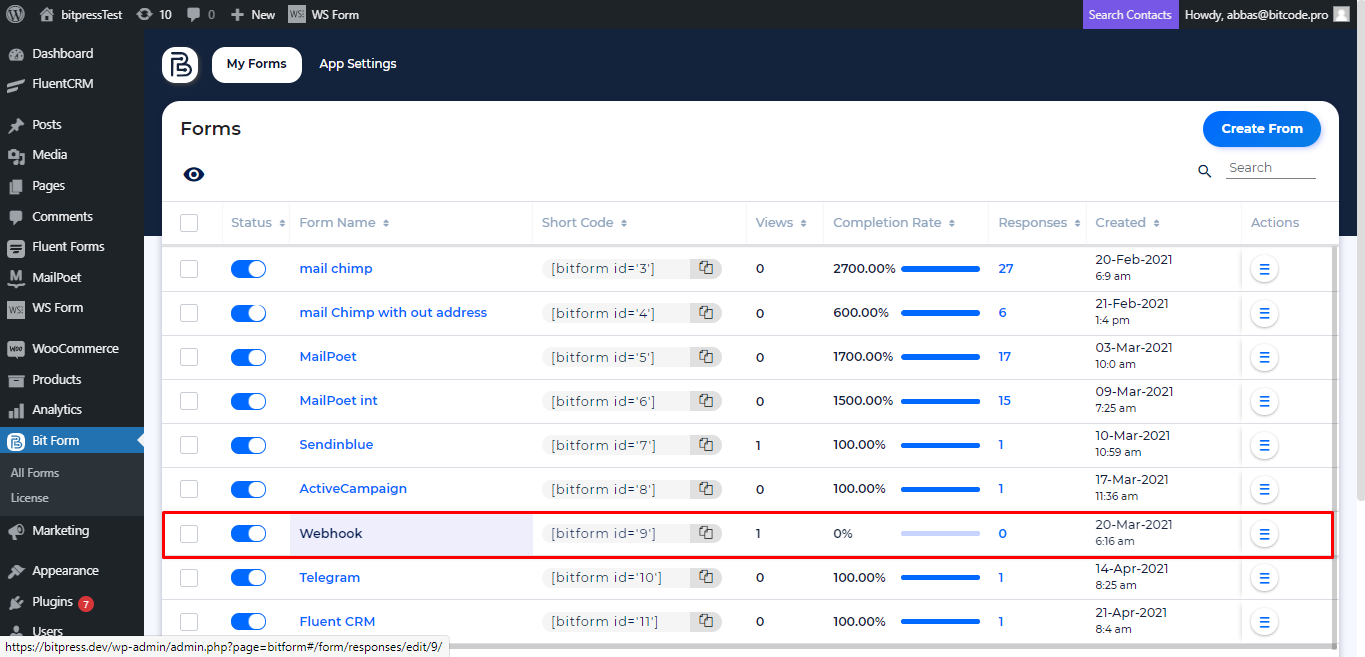 bitpressTest 10 0 New WS Form Search Contacts Howdy, abbas@bitcode.pro
Dashboard
FluentCRM
Posts
Media
Pages
Comments
Fluent Forms
MailPoet
WS Form
WooCommerce
Products
Analytics
Bit Form
All Forms
License
Marketing
Appearance
Plugins 7
Users
My Forms App Settings
Forms Create From
Search
Status Form Name Short Code Views Completion Rate Responses Created Actions
mail chimp [bitform id='3'] 0 2700.00% 27 20-Feb-2021
6:9 am
mail Chimp with out address [bitform id='4'] 0 600.00% 6 21-Feb-2021
1:4 pm
MailPoet [bitform id='5'] 0 1700.00% 17 03-Mar-2021
10:0 am
MailPoet int [bitform id='6'] 0 1500.00% 15 09-Mar-2021
7:25 am
Sendinblue [bitform id='7'] 1 100.00% 1 10-Mar-2021
10:59 am
ActiveCampaign [bitform id='8'] 0 100.00% 1 17-Mar-2021
11:36 am
Webhook [bitform id='9'] 1 0% 0 20-Mar-2021
6:16 am
Telegram [bitform id='10'] 0 100.00% 1 14-Apr-2021
8:25 am
Fluent CRM [bitform id='11'] 0 100.00% 1 21-Apr-2021
8:4 am
https://bitpress.dev/wp-admin/admin.php?page=bitform#/form/responses/edit/9/